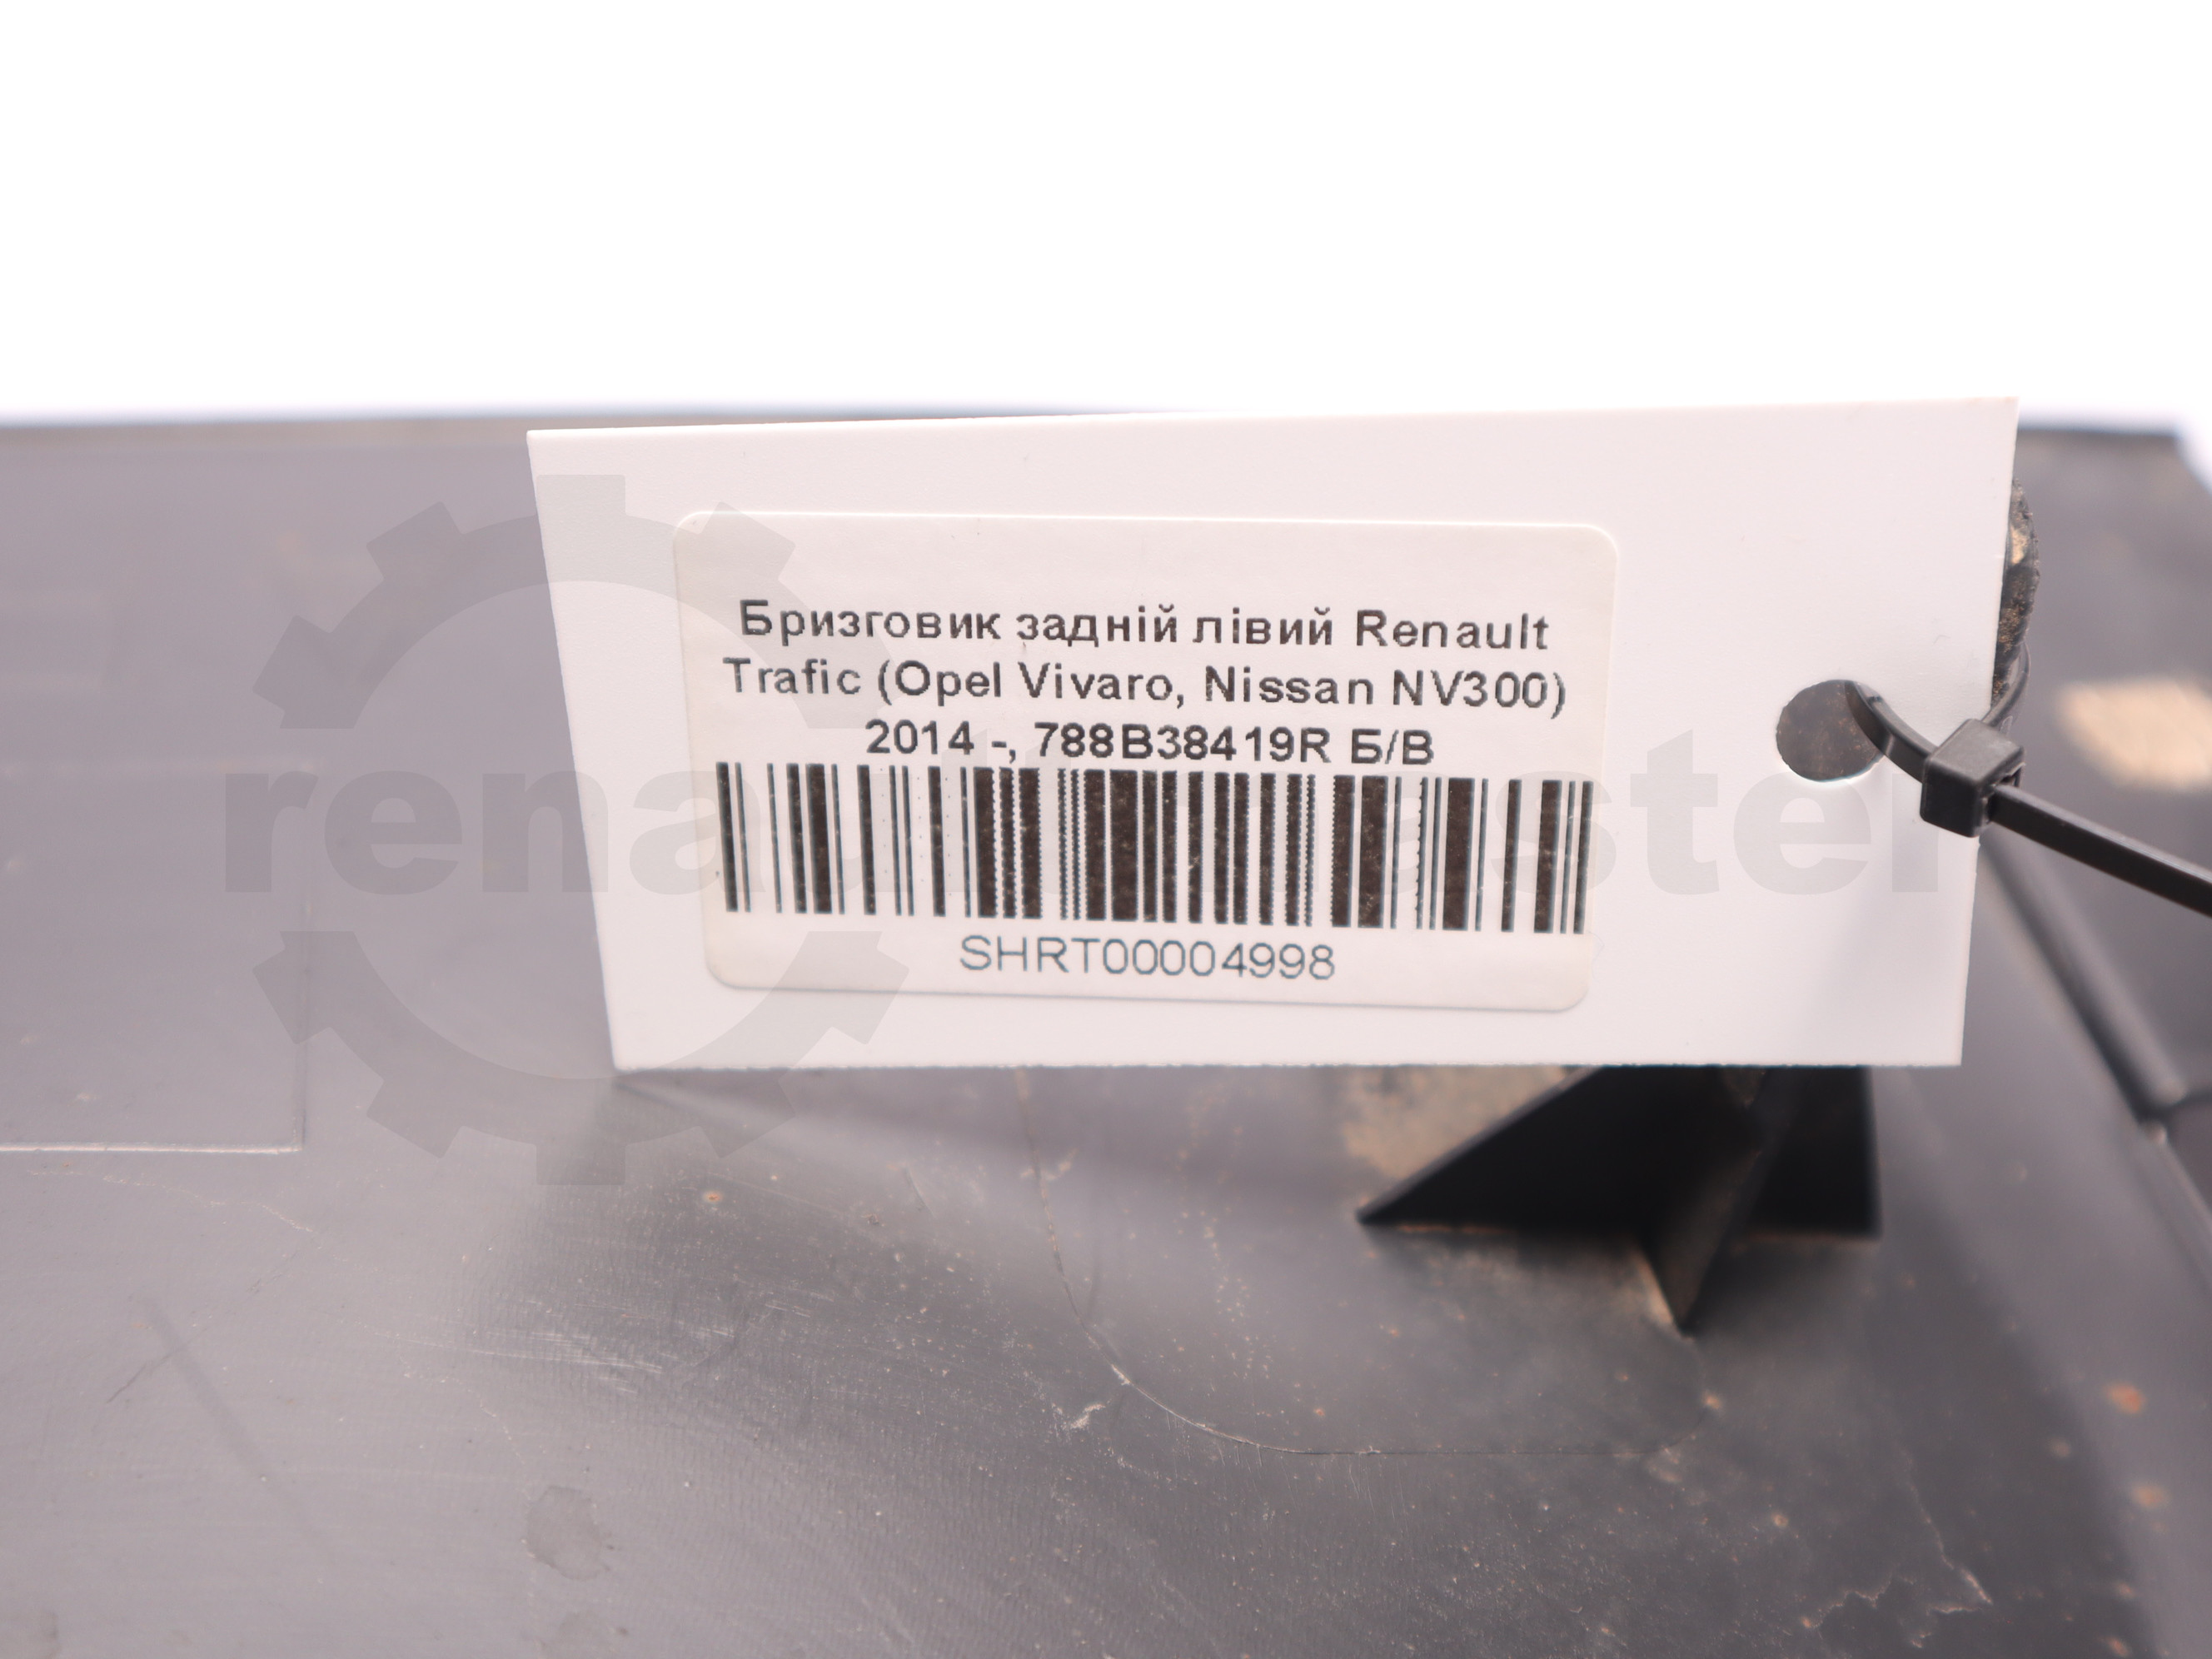 Бризговик задній лівий Renault
Trafic (Opel Vivaro, Nissan NV300)
2014 -, 788B38419R Б/В
SHRT00004998